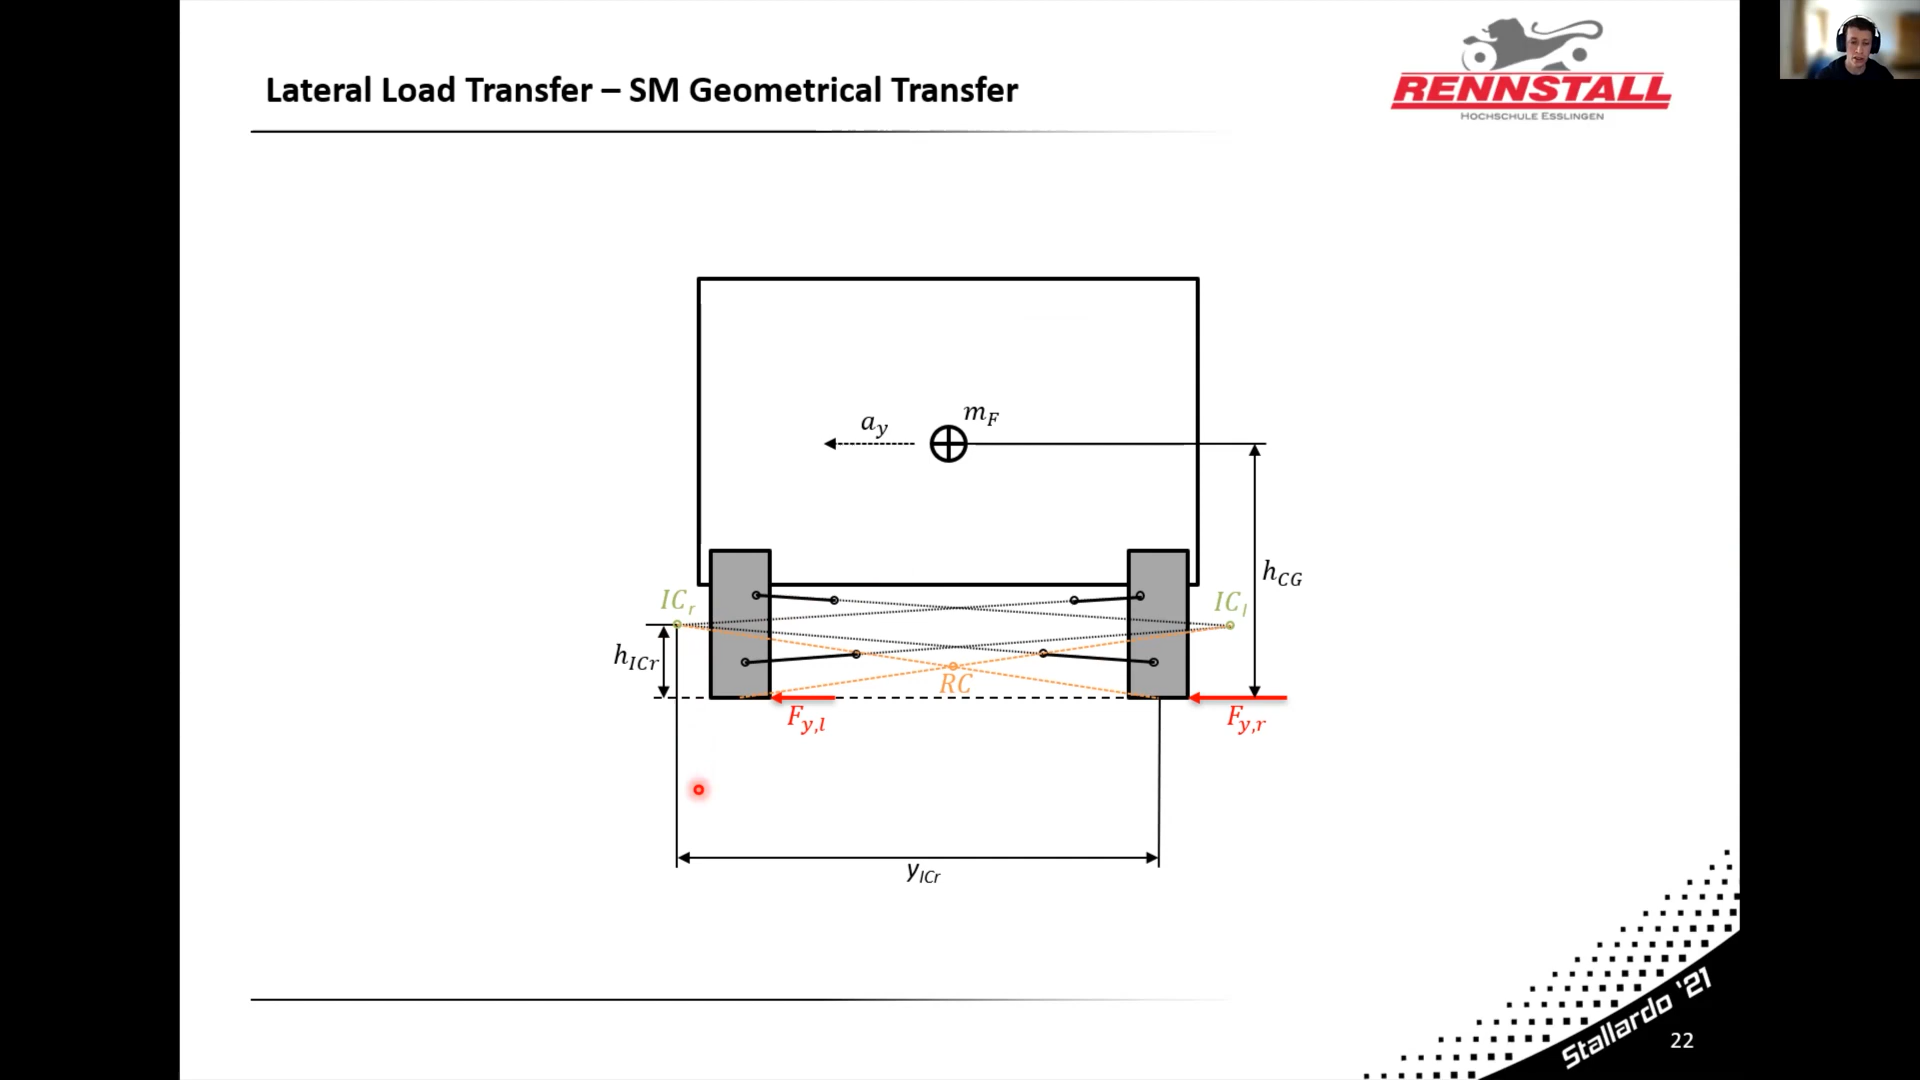 Lateral Load Transfer – SM Geometrical Transfer
RENNSTALL
HOCHSCHULE ESSLINGEN
a_y
m_F
h_CG
IC_r
IC_l
h_ICr
RC
F_y,l
F_y,r
y_ICr
Stallardo '21
22